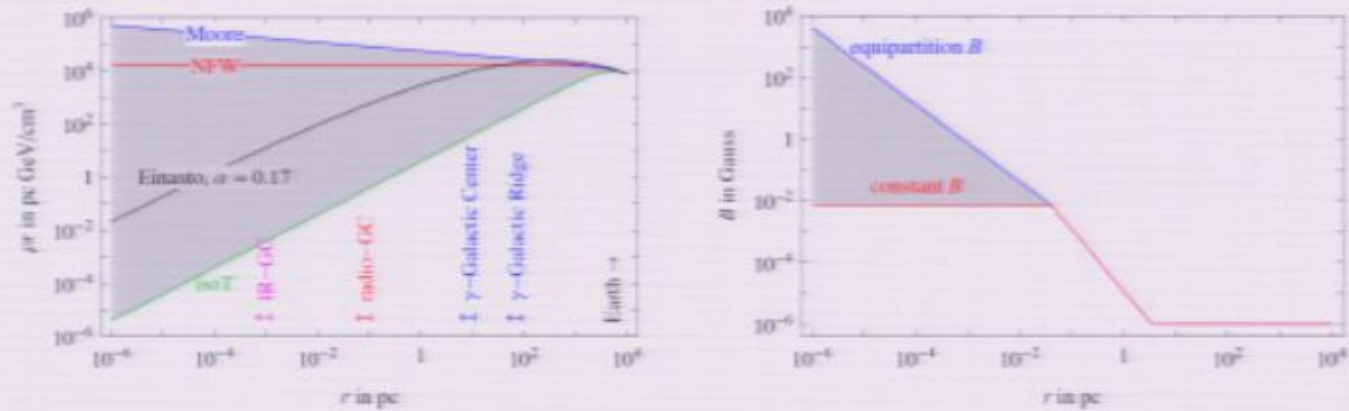 10^6
10^4
10^2
1
10^-2
10^-4
10^-6
ρr in pc GeV/cm^3
Moore
NFW
Einasto, α = 0.17
isoT
IR-GC
radio-GC
γ-Galactic Center
γ-Galactic Ridge
Earth →
10^-6 10^-4 10^-2 1 10^2 10^4
r in pc
10^4
10^2
1
10^-2
10^-4
10^-6
B in Gauss
equipartition B
constant B
10^-6 10^-4 10^-2 1 10^2 10^4
r in pc